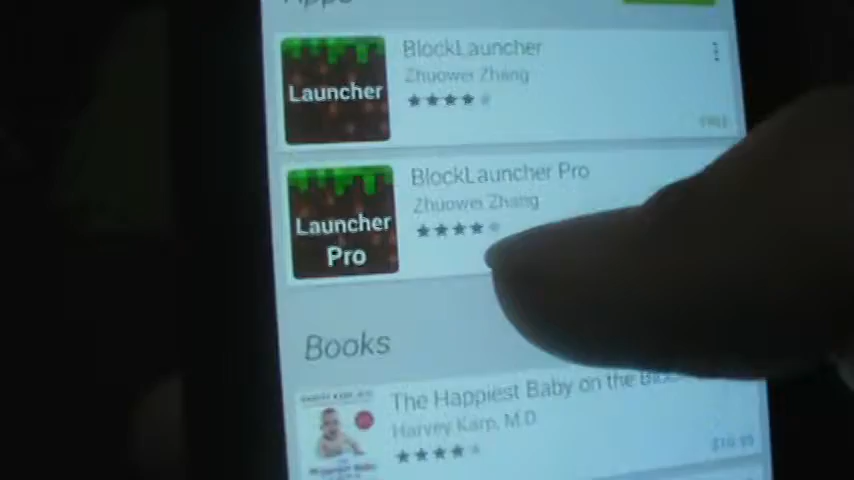 Apps
BlockLauncher
Zhuowei Zhang
Launcher
FREE
BlockLauncher Pro
Zhuowei Zhang
Launcher
Pro
Books
The Happiest Baby on the
Harvey Karp, M.D.